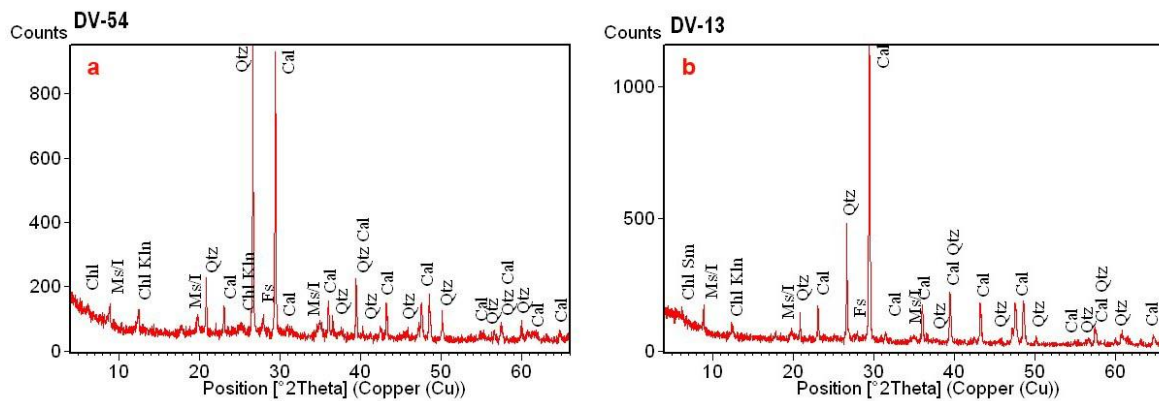 DV-54
Counts
a
800
600
400
200
0
Chl
Ms/I
Chl Kln
Ms/I
Qtz
Cal
Chl Kln
Qtz
Fs
Cal
Cal
Ms/I
Cal
Qtz
Qtz Cal
Qtz
Cal
Qtz
Cal
Qtz
Cal
Qtz
Qtz Cal
Qtz
Cal
Cal
10 20 30 40 50 60
Position [°2Theta] (Copper (Cu))
DV-13
Counts
b
1000
500
0
Chl Sm
Ms/I
Chl Kln
Ms/I
Qtz
Cal
Qtz
Fs
Cal
Cal
Ms/I
Cal
Qtz
Cal Qtz
Cal
Qtz
Cal
Qtz
Cal
Qtz
Cal Qtz
Qtz
Cal
10 20 30 40 50 60
Position [°2Theta] (Copper (Cu))